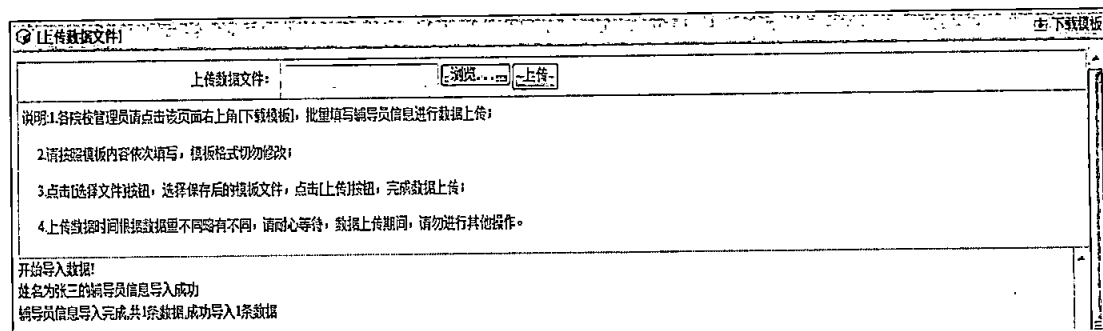 [上传数据文件]
下载模板
上传数据文件：
浏览... 上传
说明:1.各院校管理员请点击该页面右上角[下载模板]，批量填写辅导员信息进行数据上传；
2.请按照模板内容依次填写，模板格式切勿修改；
3.点击[选择文件]按钮，选择保存后的模板文件，点击[上传]按钮，完成数据上传；
4.上传数据时间根据数据量不同略有不同，请耐心等待，数据上传期间，请勿进行其他操作。
开始导入数据!
姓名为张三的辅导员信息导入成功
辅导员信息导入完成,共1条数据,成功导入1条数据